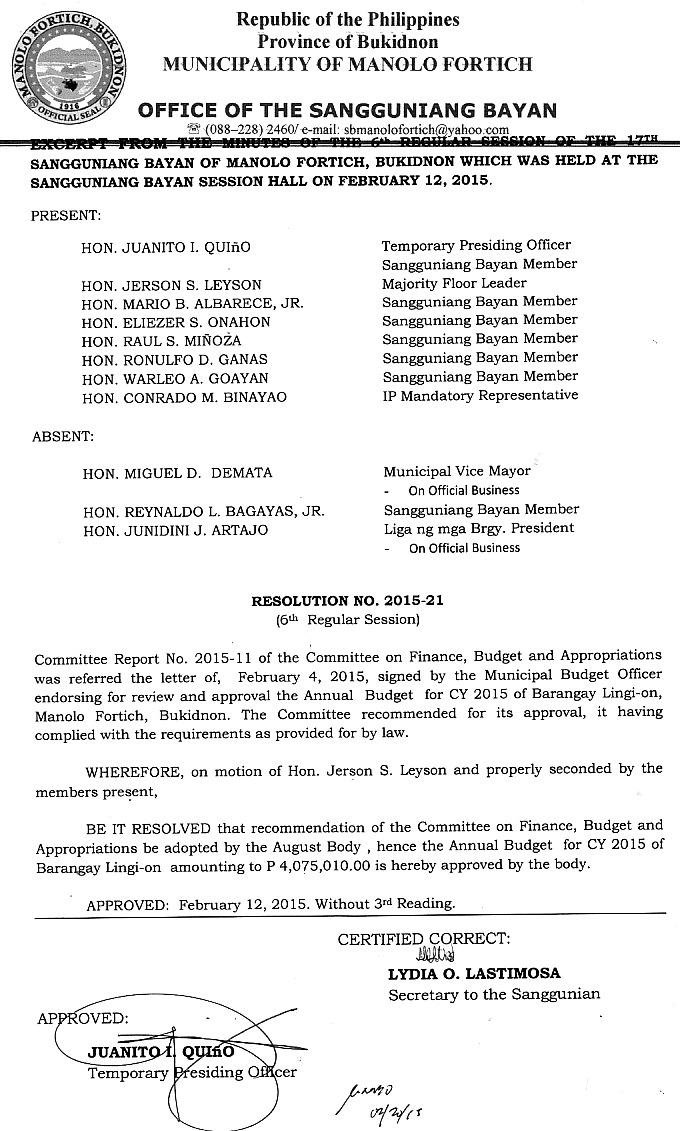 MANOLO FORTICH, BUKIDNON
1916
OFFICIAL SEAL
Republic of the Philippines
Province of Bukidnon
MUNICIPALITY OF MANOLO FORTICH
OFFICE OF THE SANGGUNIANG BAYAN
☏ (088–228) 2460/ e-mail: sbmanolofortich@yahoo.com
EXCERPT FROM THE MINUTES OF THE 6th REGULAR SESSION OF THE 17TH
SANGGUNIANG BAYAN OF MANOLO FORTICH, BUKIDNON WHICH WAS HELD AT THE
SANGGUNIANG BAYAN SESSION HALL ON FEBRUARY 12, 2015.
PRESENT:
HON. JUANITO I. QUIñO Temporary Presiding Officer
Sangguniang Bayan Member
HON. JERSON S. LEYSON Majority Floor Leader
HON. MARIO B. ALBARECE, JR. Sangguniang Bayan Member
HON. ELIEZER S. ONAHON Sangguniang Bayan Member
HON. RAUL S. MIÑOZA Sangguniang Bayan Member
HON. RONULFO D. GANAS Sangguniang Bayan Member
HON. WARLEO A. GOAYAN Sangguniang Bayan Member
HON. CONRADO M. BINAYAO IP Mandatory Representative
ABSENT:
HON. MIGUEL D. DEMATA Municipal Vice Mayor
- On Official Business
HON. REYNALDO L. BAGAYAS, JR. Sangguniang Bayan Member
HON. JUNIDINI J. ARTAJO Liga ng mga Brgy. President
- On Official Business
RESOLUTION NO. 2015-21
(6th Regular Session)
Committee Report No. 2015-11 of the Committee on Finance, Budget and Appropriations
was referred the letter of, February 4, 2015, signed by the Municipal Budget Officer
endorsing for review and approval the Annual Budget for CY 2015 of Barangay Lingi-on,
Manolo Fortich, Bukidnon. The Committee recommended for its approval, it having
complied with the requirements as provided for by law.
WHEREFORE, on motion of Hon. Jerson S. Leyson and properly seconded by the
members present,
BE IT RESOLVED that recommendation of the Committee on Finance, Budget and
Appropriations be adopted by the August Body , hence the Annual Budget for CY 2015 of
Barangay Lingi-on amounting to P 4,075,010.00 is hereby approved by the body.
APPROVED: February 12, 2015. Without 3rd Reading.
CERTIFIED CORRECT:
LYDIA O. LASTIMOSA
Secretary to the Sanggunian
APPROVED:
JUANITO I. QUIñO
Temporary Presiding Officer
02/20/15